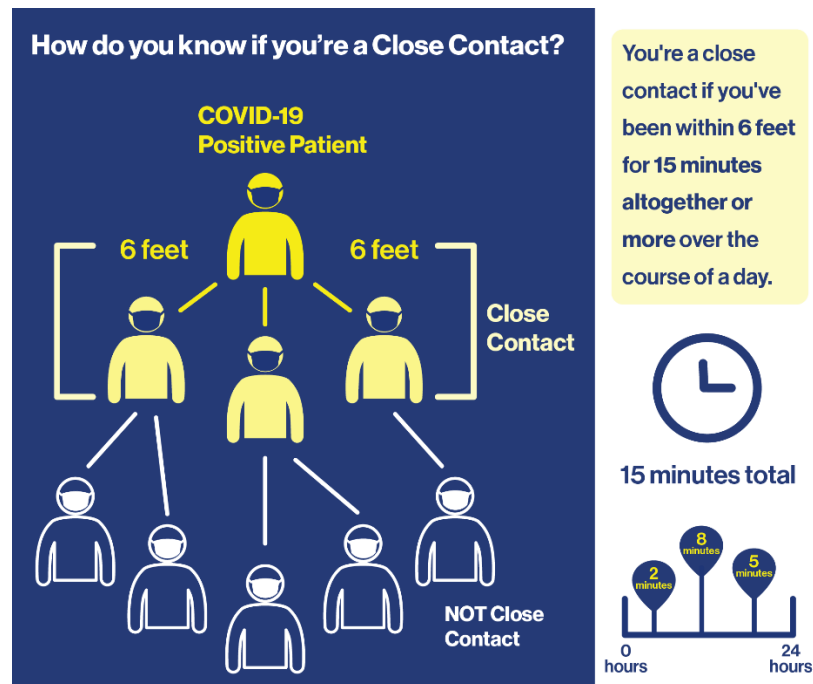 How do you know if you're a Close Contact?
COVID-19
Positive Patient
6 feet
6 feet
Close
Contact
NOT Close
Contact
You're a close
contact if you've
been within 6 feet
for 15 minutes
altogether or
more over the
course of a day.
15 minutes total
2
minutes
8
minutes
5
minutes
0
hours
24
hours